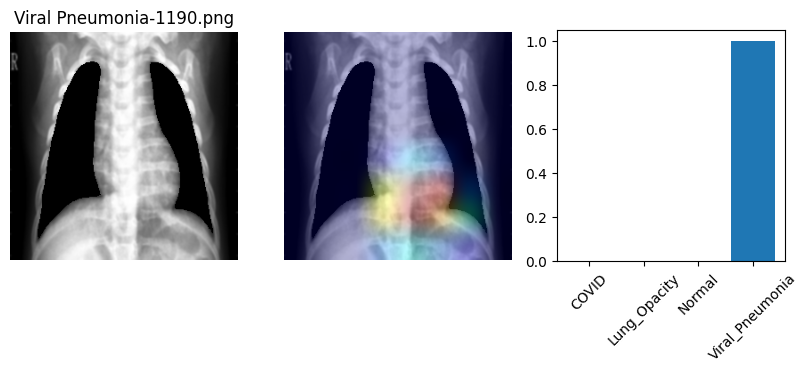 Viral Pneumonia-1190.png
R
R
1.0
0.8
0.6
0.4
0.2
0.0
COVID
Lung_Opacity
Normal
Viral_Pneumonia